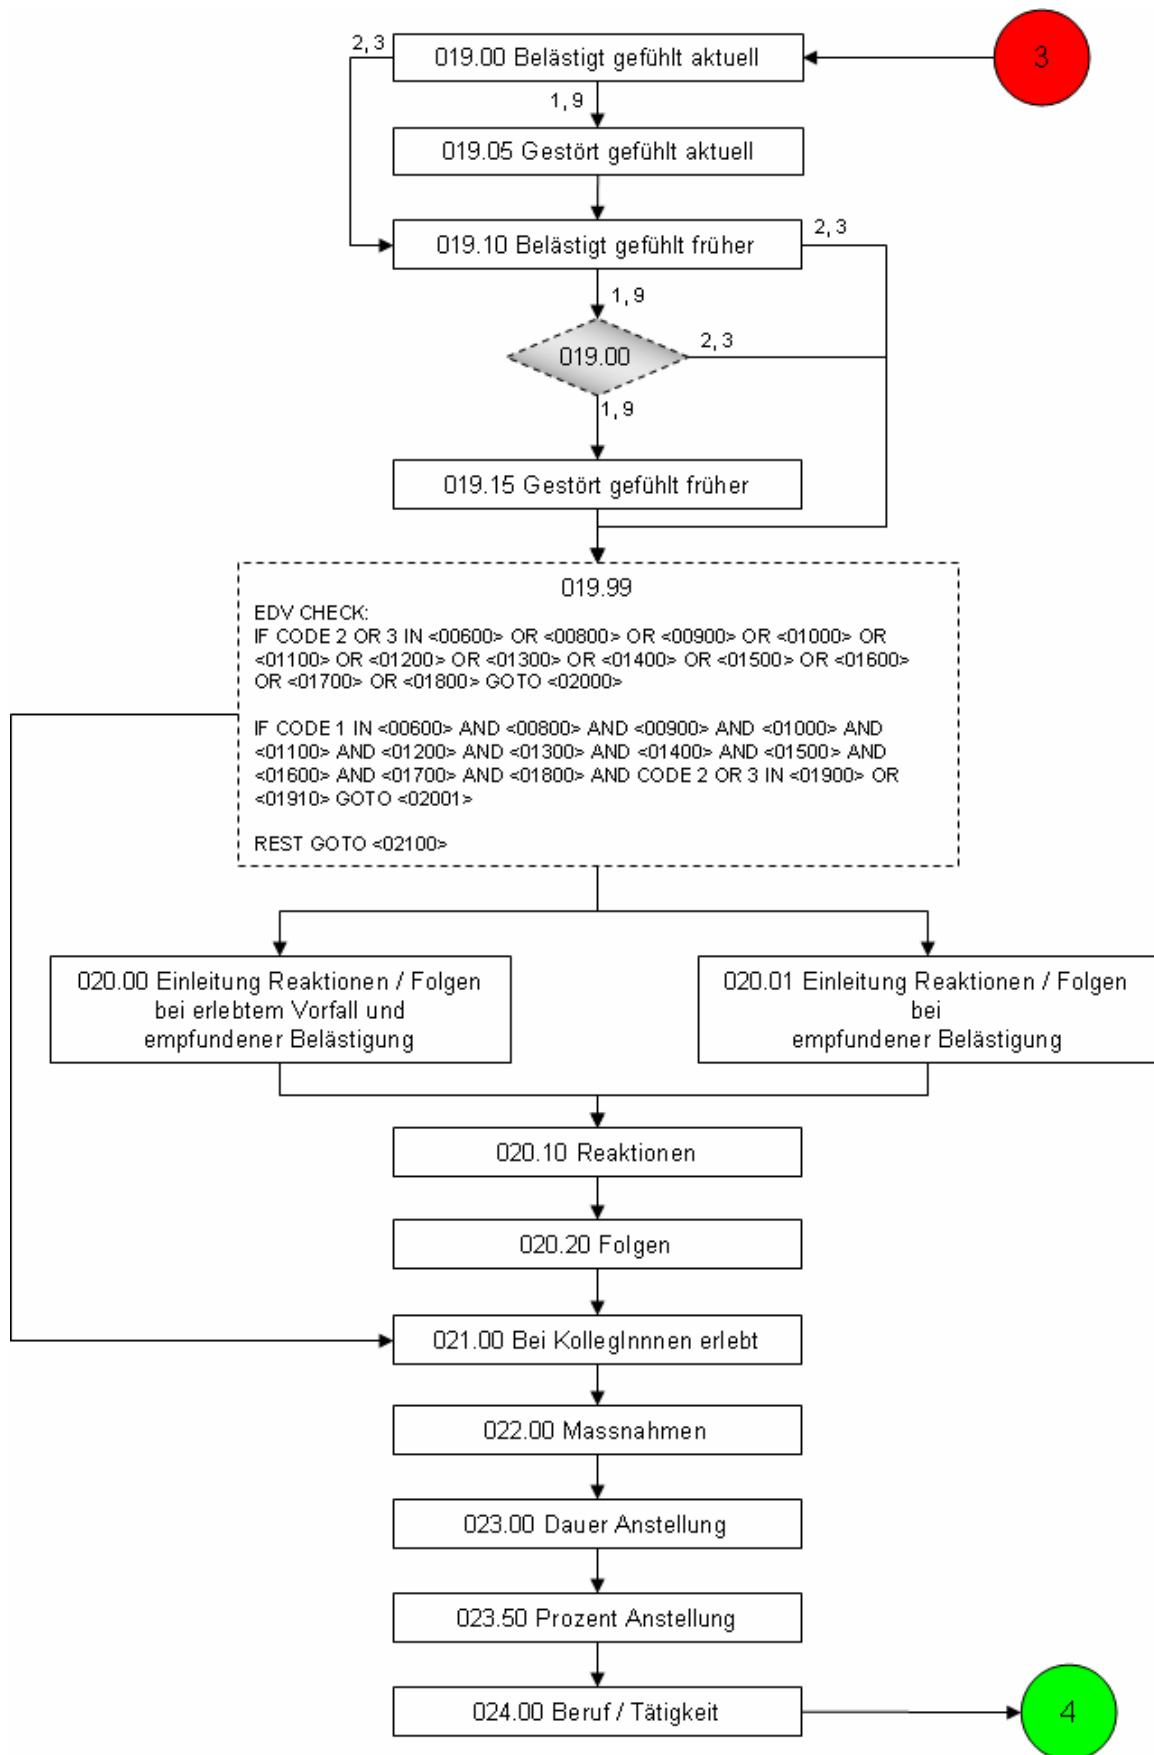 2, 3
019.00 Belästigt gefühlt aktuell
3
1, 9
019.05 Gestört gefühlt aktuell
019.10 Belästigt gefühlt früher
2, 3
1, 9
019.00
2, 3
1, 9
019.15 Gestört gefühlt früher
019.99
EDV CHECK:
IF CODE 2 OR 3 IN <00600> OR <00800> OR <00900> OR <01000> OR
<01100> OR <01200> OR <01300> OR <01400> OR <01500> OR <01600>
OR <01700> OR <01800> GOTO <02000>
IF CODE 1 IN <00600> AND <00800> AND <00900> AND <01000> AND
<01100> AND <01200> AND <01300> AND <01400> AND <01500> AND
<01600> AND <01700> AND <01800> AND CODE 2 OR 3 IN <01900> OR
<01910> GOTO <02001>
REST GOTO <02100>
020.00 Einleitung Reaktionen / Folgen
bei erlebtem Vorfall und
empfundener Belästigung
020.01 Einleitung Reaktionen / Folgen
bei
empfundener Belästigung
020.10 Reaktionen
020.20 Folgen
021.00 Bei KollegInnnen erlebt
022.00 Massnahmen
023.00 Dauer Anstellung
023.50 Prozent Anstellung
024.00 Beruf / Tätigkeit
4